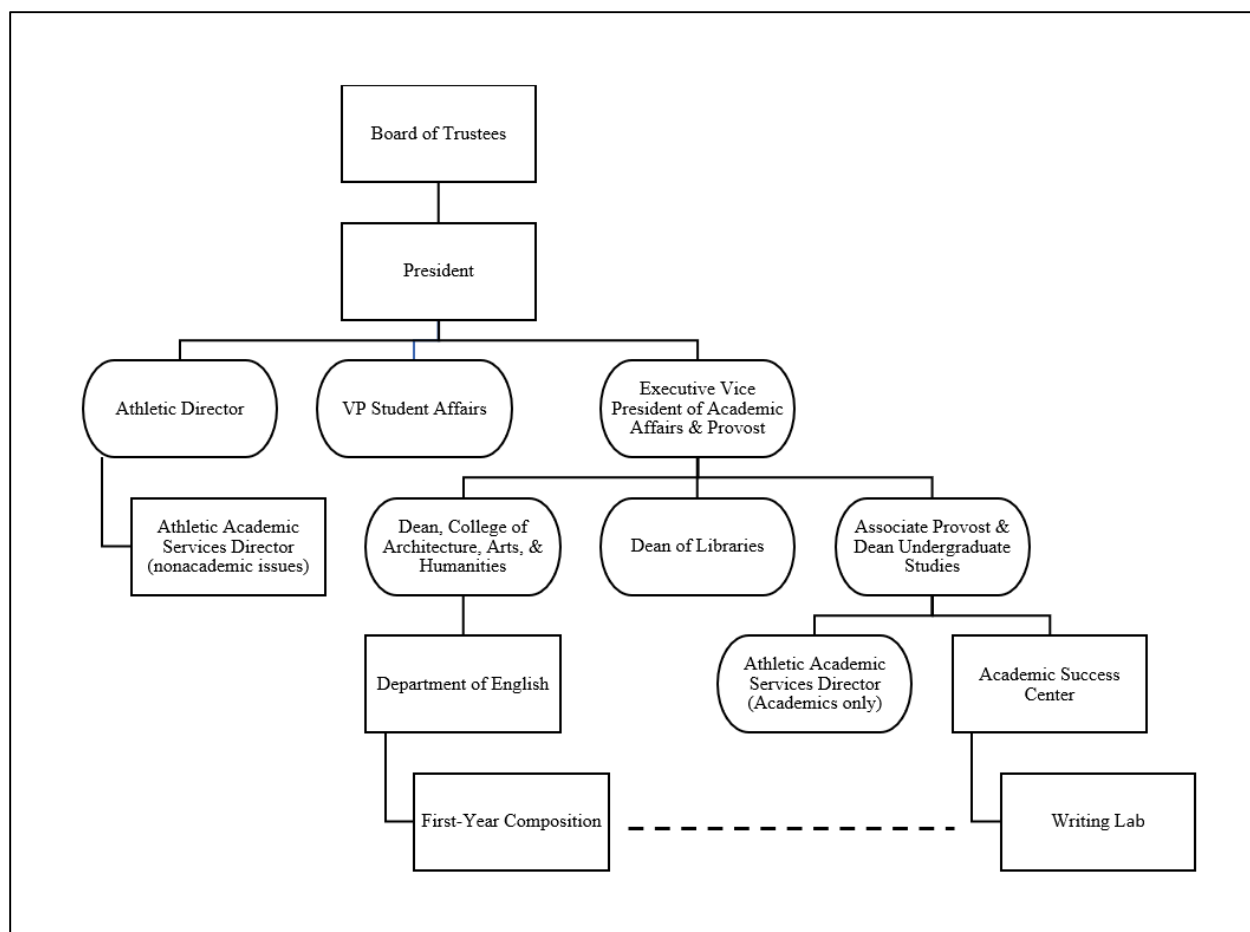 Board of Trustees
President
Athletic Director
VP Student Affairs
Executive Vice
President of Academic
Affairs & Provost
Athletic Academic
Services Director
(nonacademic issues)
Dean, College of
Architecture, Arts, &
Humanities
Dean of Libraries
Associate Provost &
Dean Undergraduate
Studies
Department of English
Athletic Academic
Services Director
(Academics only)
Academic Success
Center
First-Year Composition
Writing Lab